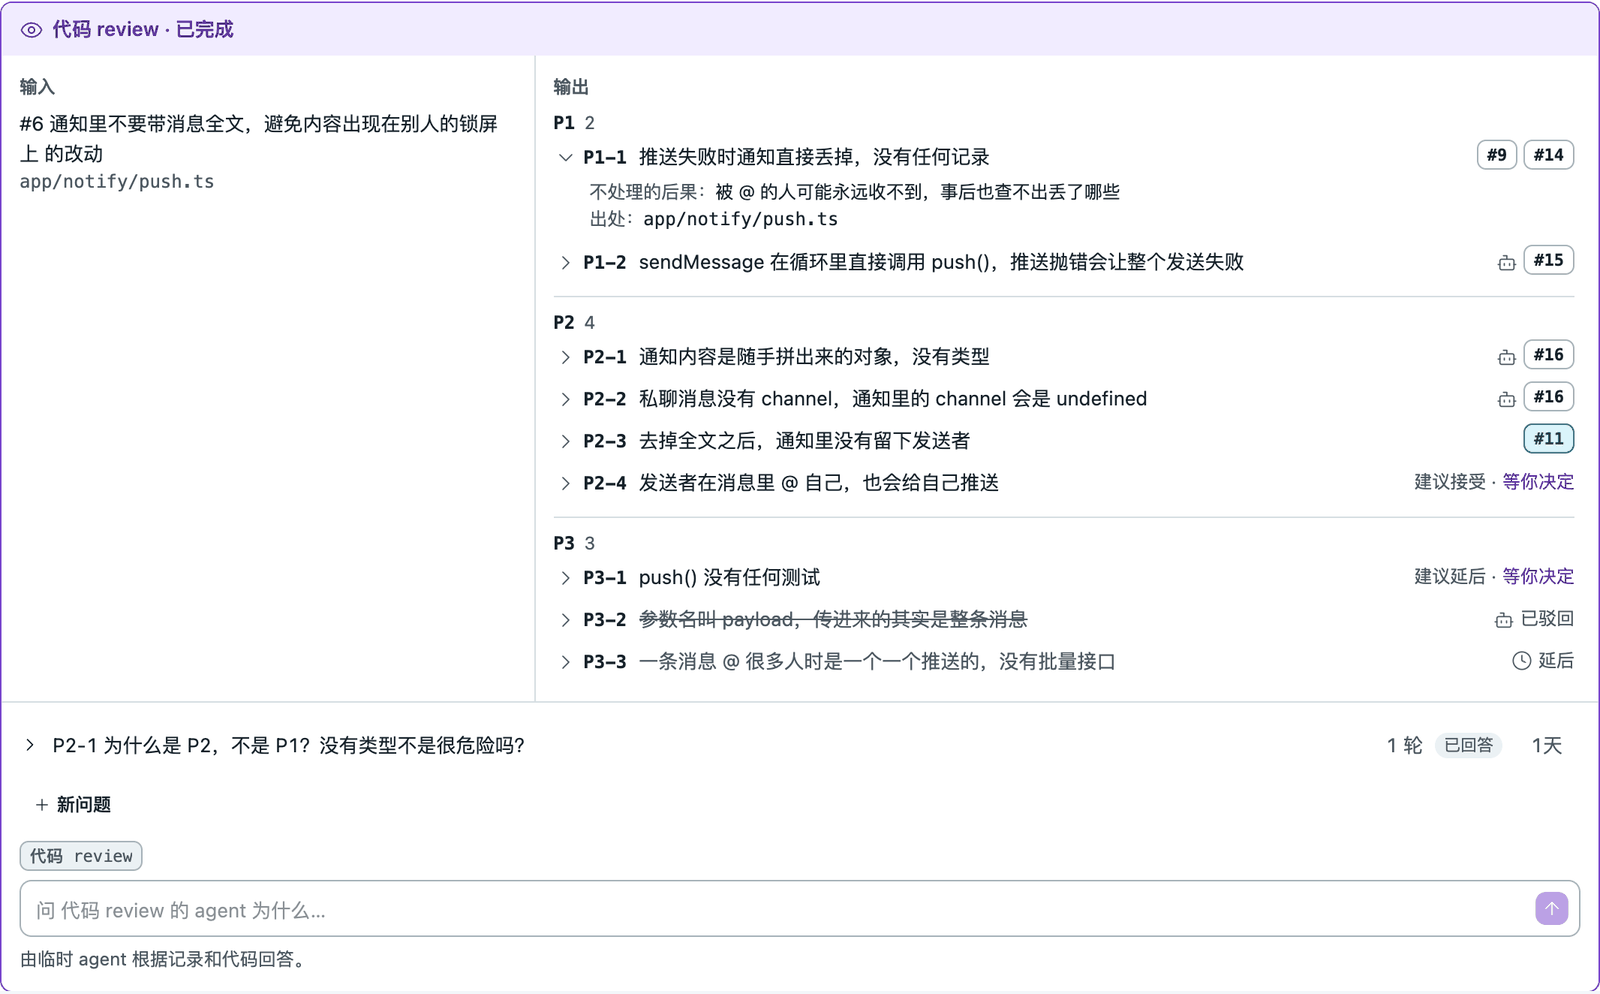 代码 review · 已完成
输入
#6 通知里不要带消息全文，避免内容出现在别人的锁屏
上 的改动
app/notify/push.ts
输出
P1 2
P1-1 推送失败时通知直接丢掉，没有任何记录 #9 #14
不处理的后果：被 @ 的人可能永远收不到，事后也查不出丢了哪些
出处：app/notify/push.ts
P1-2 sendMessage 在循环里直接调用 push()，推送抛错会让整个发送失败 #15
P2 4
P2-1 通知内容是随手拼出来的对象，没有类型 #16
P2-2 私聊消息没有 channel，通知里的 channel 会是 undefined #16
P2-3 去掉全文之后，通知里没有留下发送者 #11
P2-4 发送者在消息里 @ 自己，也会给自己推送 建议接受 · 等你决定
P3 3
P3-1 push() 没有任何测试 建议延后 · 等你决定
P3-2 参数名叫 payload，传进来的其实是整条消息 已驳回
P3-3 一条消息 @ 很多人时是一个一个推送的，没有批量接口 延后
P2-1 为什么是 P2，不是 P1？没有类型不是很危险吗？ 1 轮 已回答 1天
+ 新问题
代码 review
问 代码 review 的 agent 为什么...
由临时 agent 根据记录和代码回答。